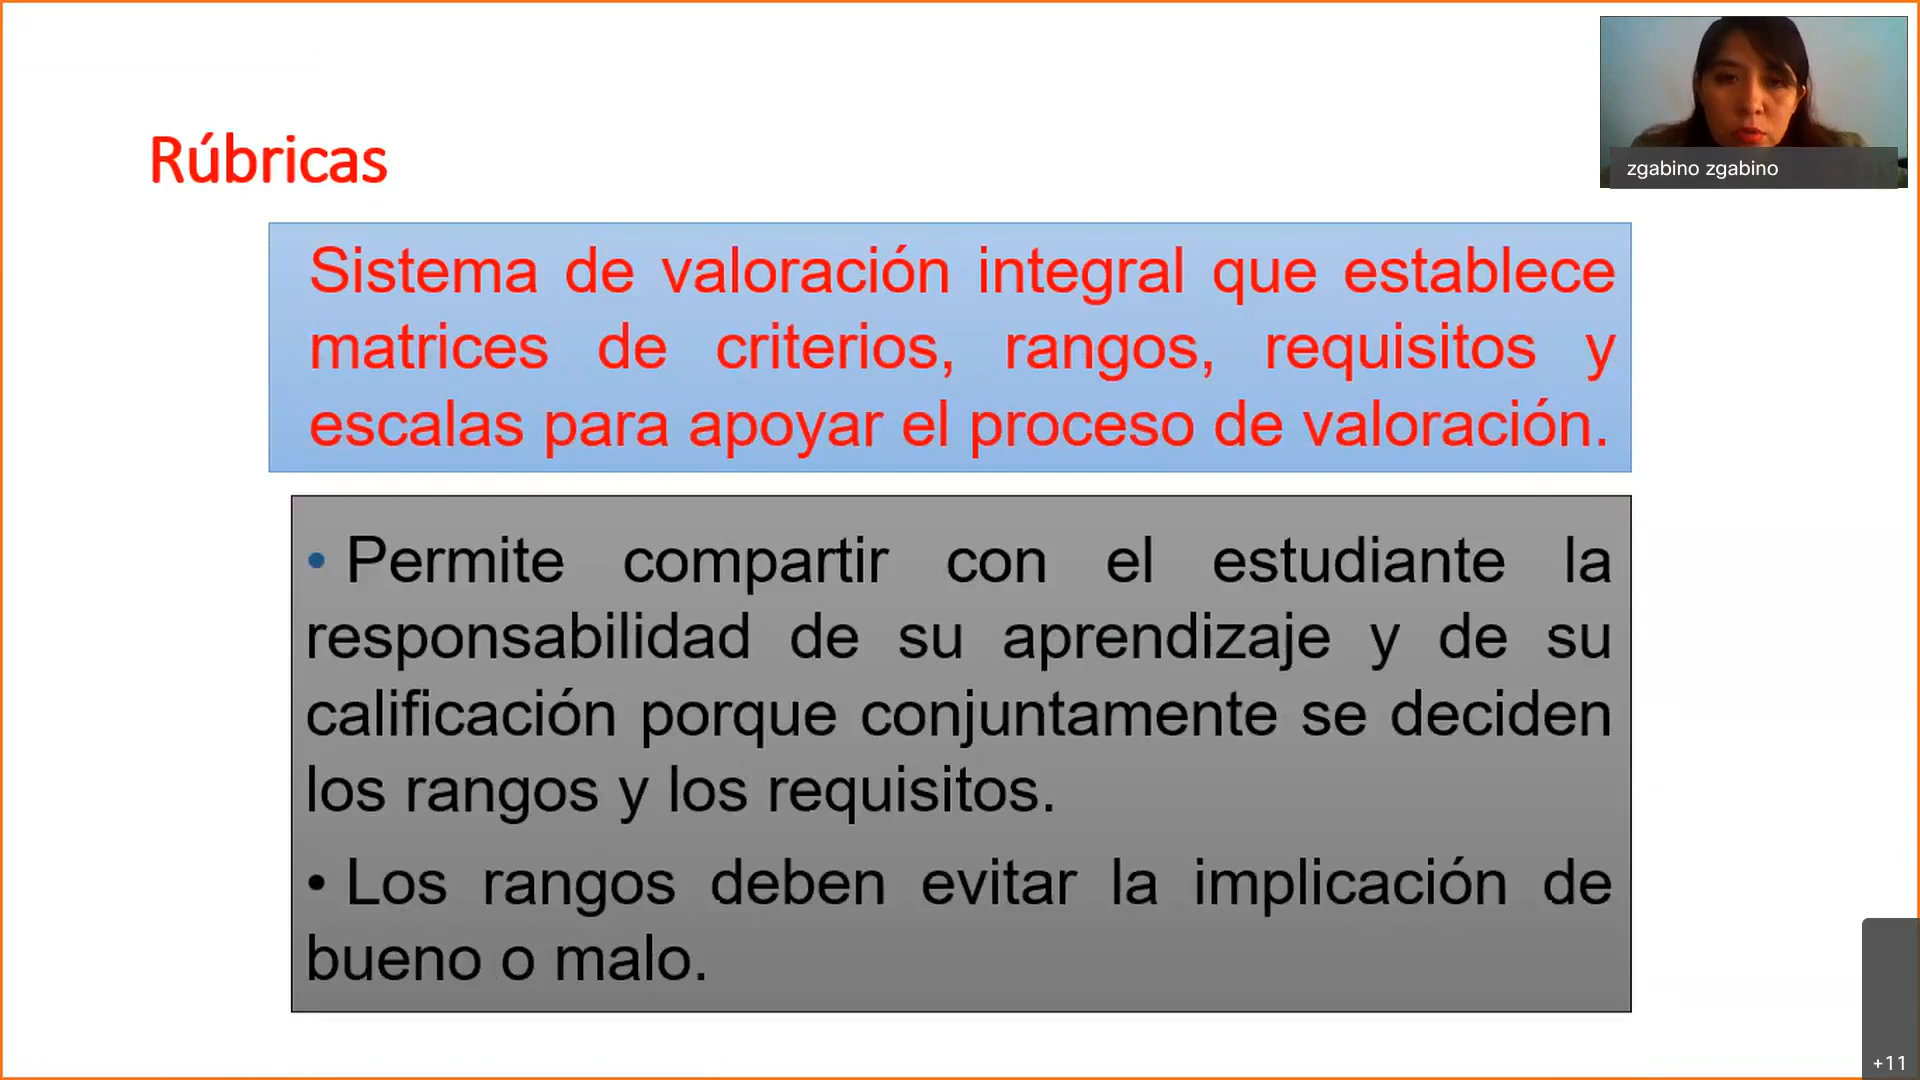 Rúbricas
zgabino zgabino
Sistema de valoración integral que establece
matrices de criterios, rangos, requisitos y
escalas para apoyar el proceso de valoración.
• Permite compartir con el estudiante la
responsabilidad de su aprendizaje y de su
calificación porque conjuntamente se deciden
los rangos y los requisitos.
• Los rangos deben evitar la implicación de
bueno o malo.
+11